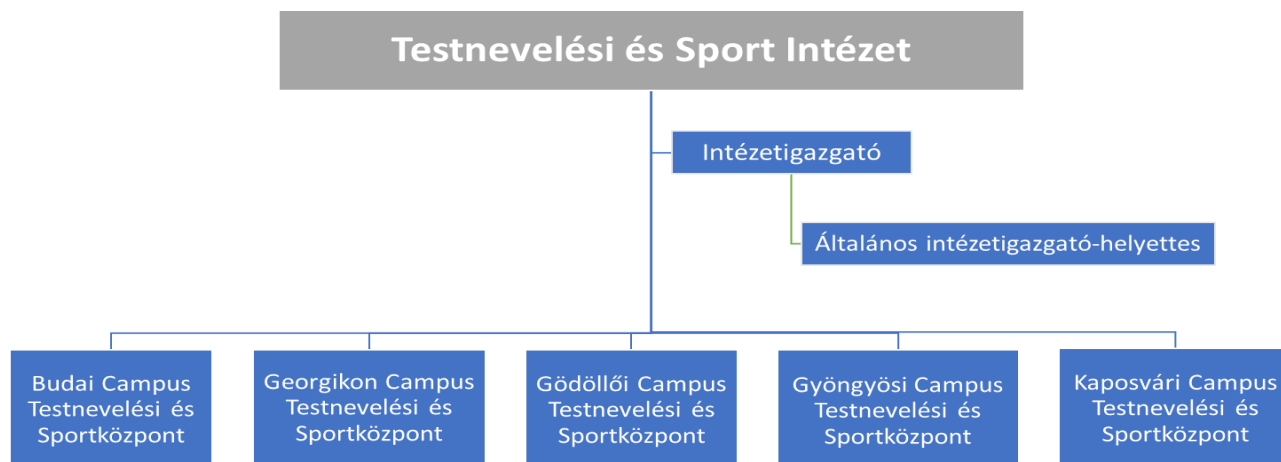 Testnevelési és Sport Intézet
Intézetigazgató
Általános intézetigazgató-helyettes
Budai Campus
Testnevelési és
Sportközpont
Georgikon Campus
Testnevelési és
Sportközpont
Gödöllői Campus
Testnevelési és
Sportközpont
Gyöngyösi Campus
Testnevelési és
Sportközpont
Kaposvári Campus
Testnevelési és
Sportközpont